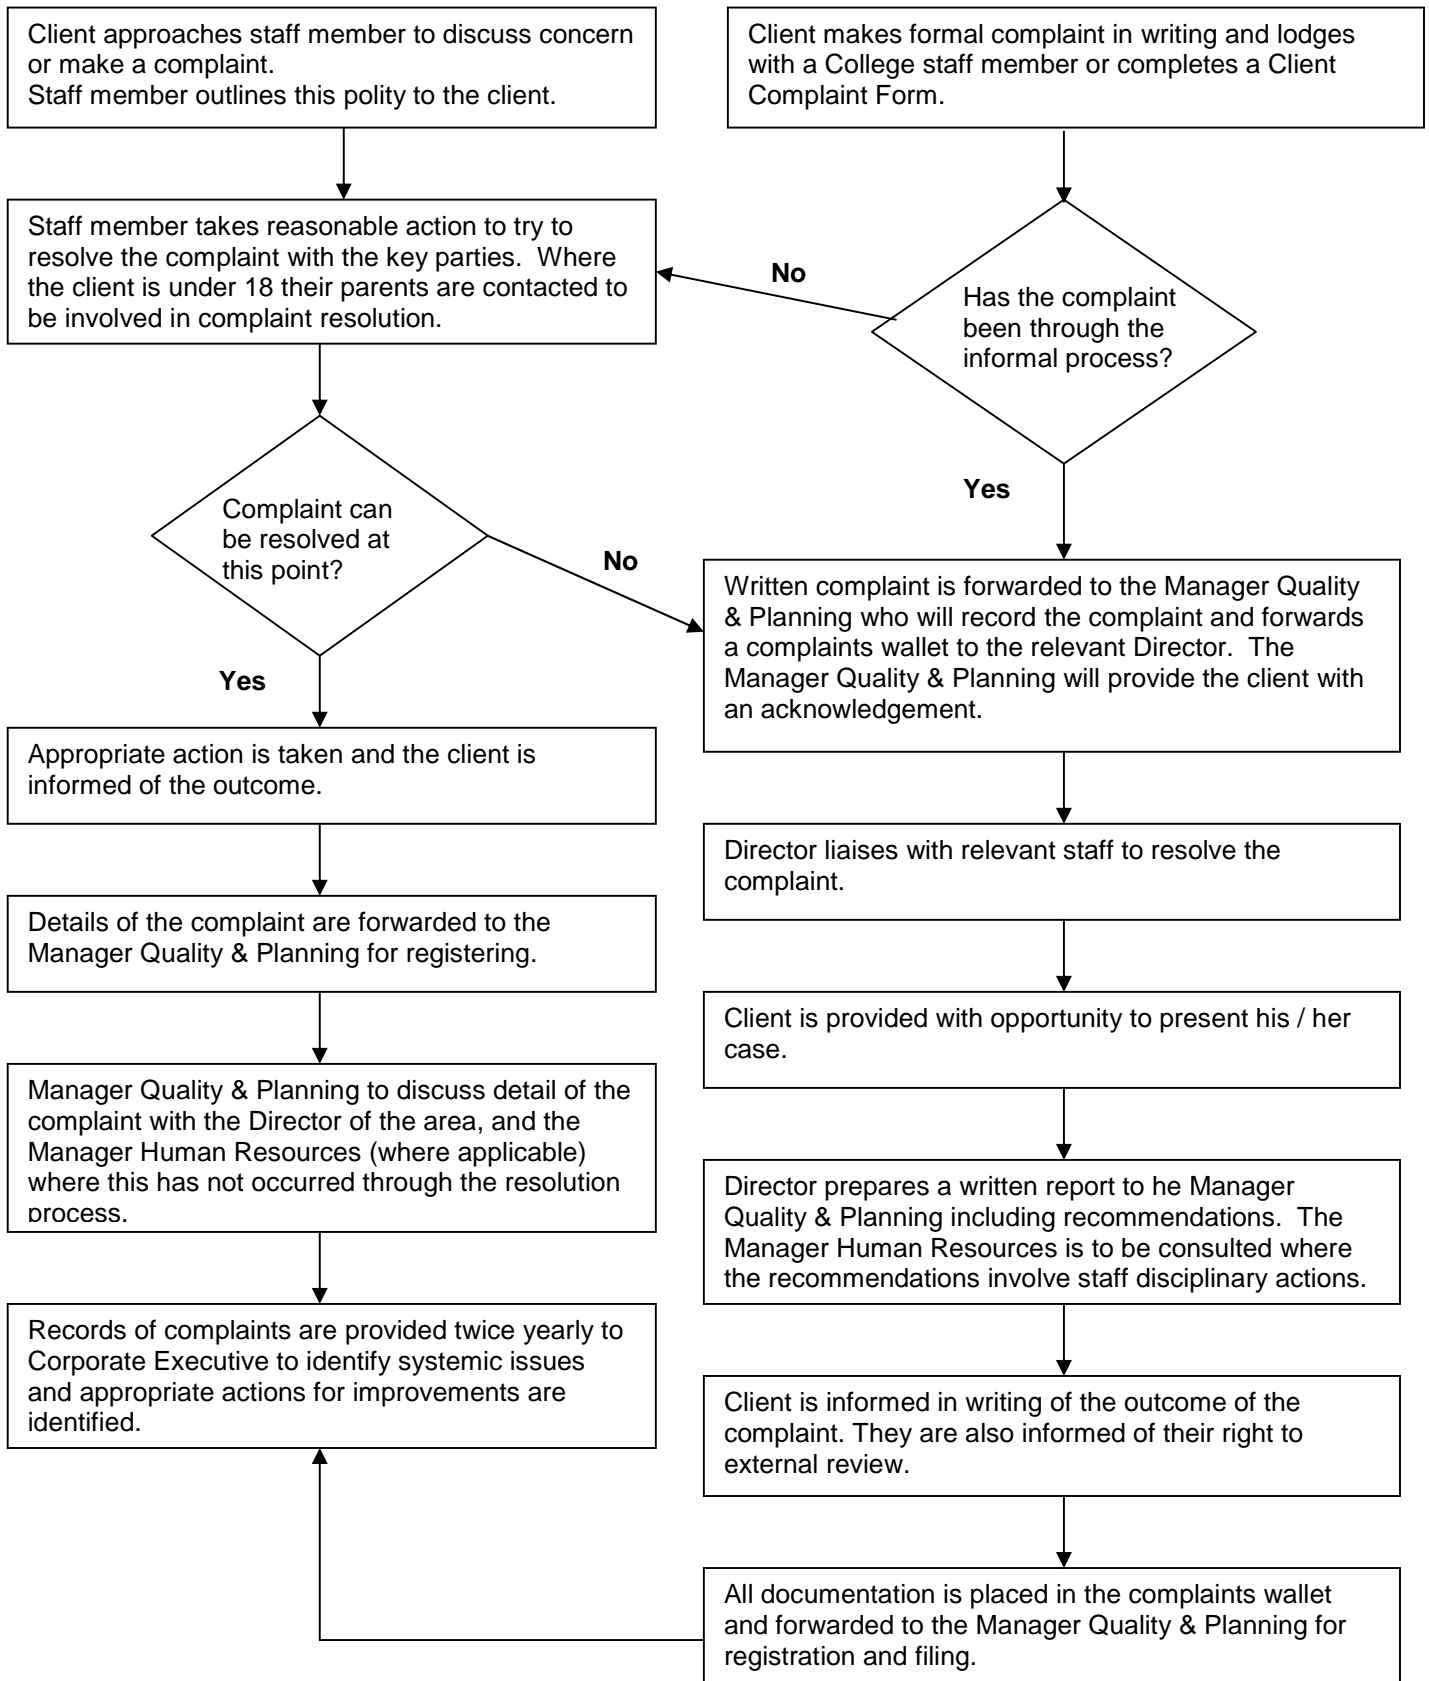 Client approaches staff member to discuss concern
or make a complaint.
Staff member outlines this polity to the client.
Client makes formal complaint in writing and lodges
with a College staff member or completes a Client
Complaint Form.
Staff member takes reasonable action to try to
resolve the complaint with the key parties.  Where
the client is under 18 their parents are contacted to
be involved in complaint resolution.
No
Has the complaint
been through the
informal process?
Complaint can
be resolved at
this point?
No
Yes
Yes
Written complaint is forwarded to the Manager Quality
& Planning who will record the complaint and forwards
a complaints wallet to the relevant Director.  The
Manager Quality & Planning will provide the client with
an acknowledgement.
Appropriate action is taken and the client is
informed of the outcome.
Director liaises with relevant staff to resolve the
complaint.
Details of the complaint are forwarded to the
Manager Quality & Planning for registering.
Client is provided with opportunity to present his / her
case.
Manager Quality & Planning to discuss detail of the
complaint with the Director of the area, and the
Manager Human Resources (where applicable)
where this has not occurred through the resolution
process.
Director prepares a written report to he Manager
Quality & Planning including recommendations.  The
Manager Human Resources is to be consulted where
the recommendations involve staff disciplinary actions.
Records of complaints are provided twice yearly to
Corporate Executive to identify systemic issues
and appropriate actions for improvements are
identified.
Client is informed in writing of the outcome of the
complaint. They are also informed of their right to
external review.
All documentation is placed in the complaints wallet
and forwarded to the Manager Quality & Planning for
registration and filing.